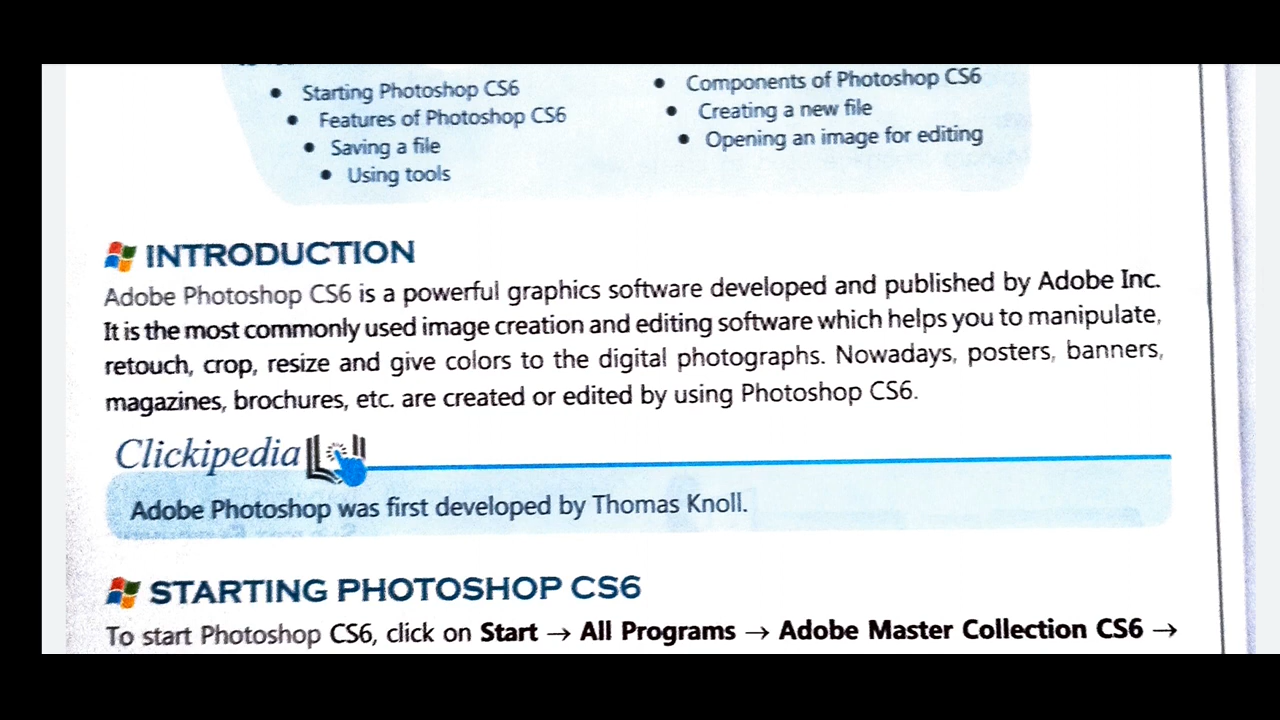 Starting Photoshop CS6
Features of Photoshop CS6
Saving a file
Using tools
Components of Photoshop CS6
Creating a new file
Opening an image for editing
INTRODUCTION
Adobe Photoshop CS6 is a powerful graphics software developed and published by Adobe Inc.
It is the most commonly used image creation and editing software which helps you to manipulate,
retouch, crop, resize and give colors to the digital photographs. Nowadays, posters, banners,
magazines, brochures, etc. are created or edited by using Photoshop CS6.
Clickipedia
Adobe Photoshop was first developed by Thomas Knoll.
STARTING PHOTOSHOP CS6
To start Photoshop CS6, click on Start → All Programs → Adobe Master Collection CS6 →